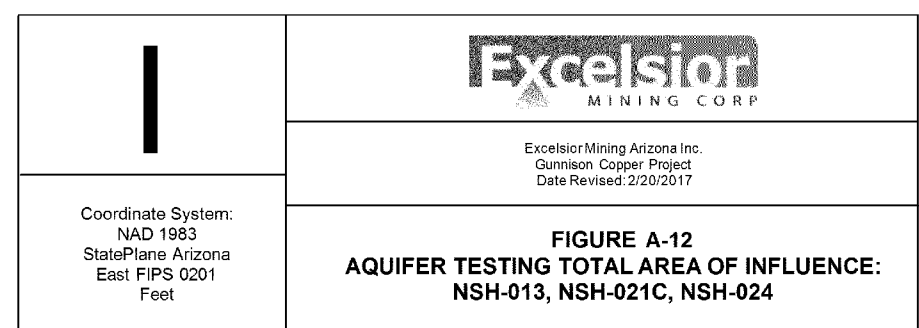 Excelsior
MINING CORP
Excelsior Mining Arizona Inc.
Gunnison Copper Project
Date Revised: 2/20/2017
Coordinate System:
NAD 1983
StatePlane Arizona
East FIPS 0201
Feet
FIGURE A-12
AQUIFER TESTING TOTAL AREA OF INFLUENCE:
NSH-013, NSH-021C, NSH-024